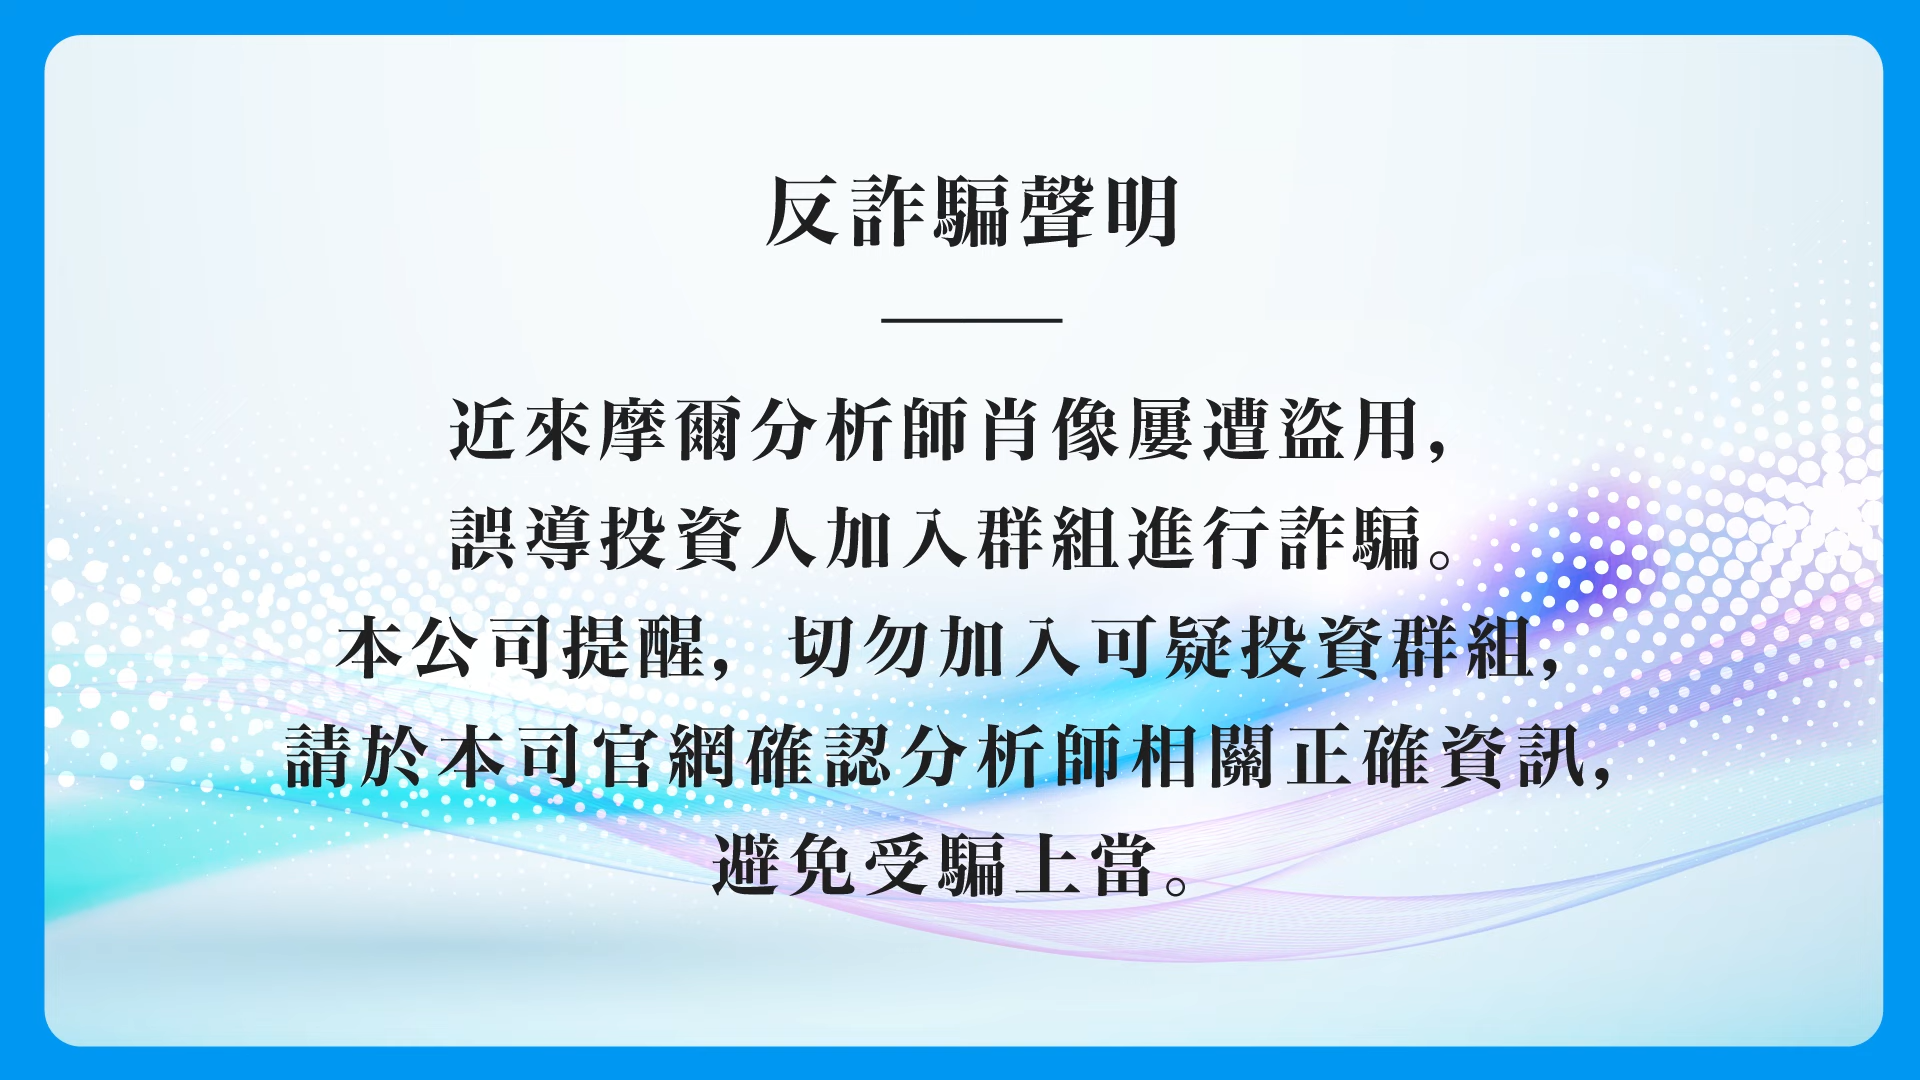 反詐騙聲明
近來摩爾分析師肖像屢遭盜用，
誤導投資人加入群組進行詐騙。
本公司提醒，切勿加入可疑投資群組，
請於本司官網確認分析師相關正確資訊，
避免受騙上當。